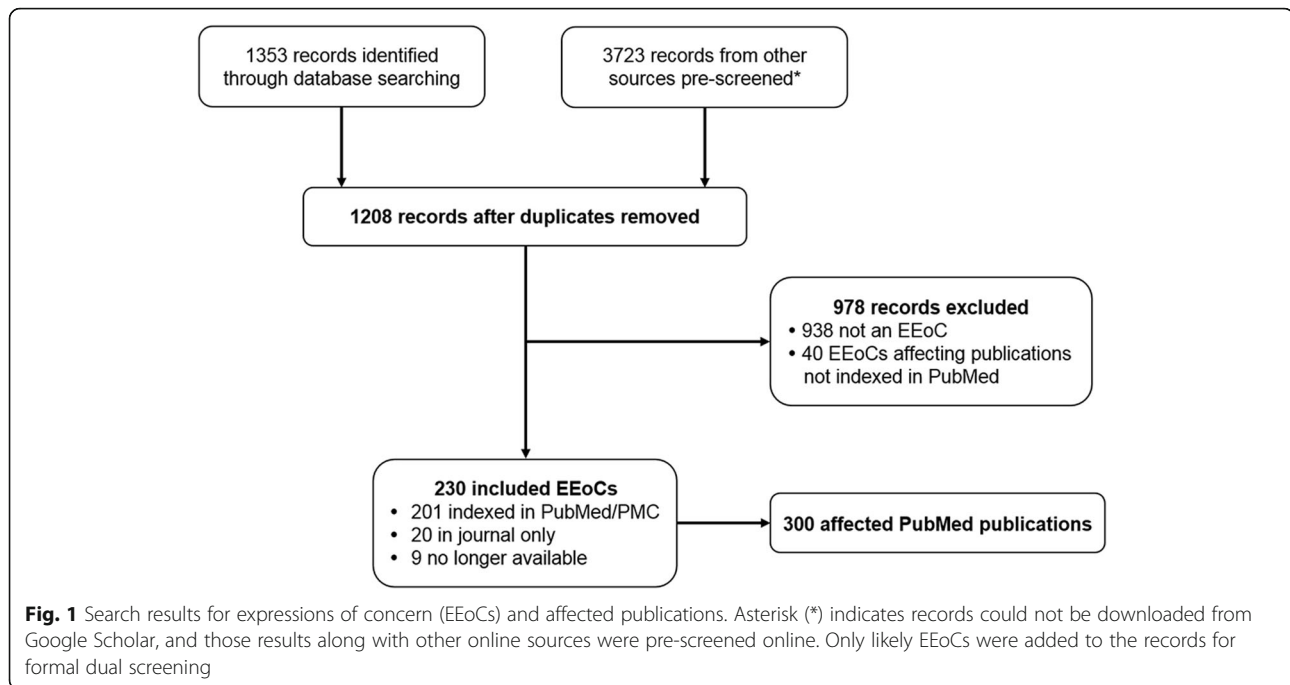 1353 records identified
through database searching
3723 records from other
sources pre-screened*
1208 records after duplicates removed
978 records excluded
• 938 not an EEoC
• 40 EEoCs affecting publications
not indexed in PubMed
230 included EEoCs
• 201 indexed in PubMed/PMC
• 20 in journal only
• 9 no longer available
300 affected PubMed publications
Fig. 1 Search results for expressions of concern (EEoCs) and affected publications. Asterisk (*) indicates records could not be downloaded from
Google Scholar, and those results along with other online sources were pre-screened online. Only likely EEoCs were added to the records for
formal dual screening